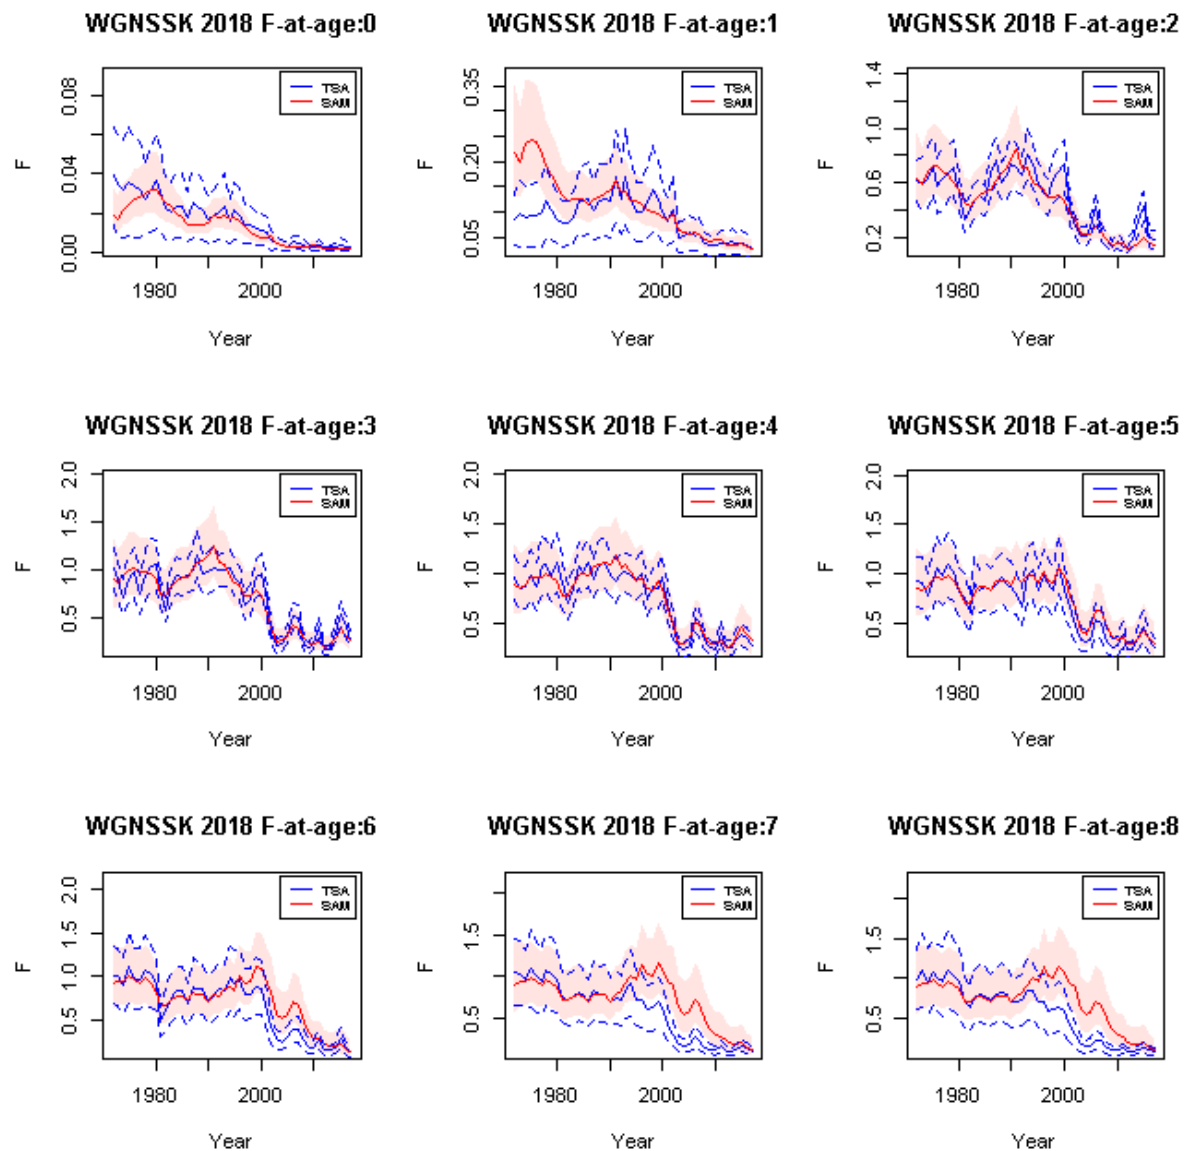 WGNSSK 2018 F-at-age:0
TSA
SAM
F
0.00 0.04 0.08
1980 2000
Year
WGNSSK 2018 F-at-age:1
TSA
SAM
F
0.05 0.20 0.35
1980 2000
Year
WGNSSK 2018 F-at-age:2
TSA
SAM
F
0.2 0.6 1.0 1.4
1980 2000
Year
WGNSSK 2018 F-at-age:3
TSA
SAM
F
0.5 1.0 1.5 2.0
1980 2000
Year
WGNSSK 2018 F-at-age:4
TSA
SAM
F
0.5 1.0 1.5 2.0
1980 2000
Year
WGNSSK 2018 F-at-age:5
TSA
SAM
F
0.5 1.0 1.5 2.0
1980 2000
Year
WGNSSK 2018 F-at-age:6
TSA
SAM
F
0.5 1.0 1.5 2.0
1980 2000
Year
WGNSSK 2018 F-at-age:7
TSA
SAM
F
0.5 1.5
1980 2000
Year
WGNSSK 2018 F-at-age:8
TSA
SAM
F
0.5 1.5
1980 2000
Year